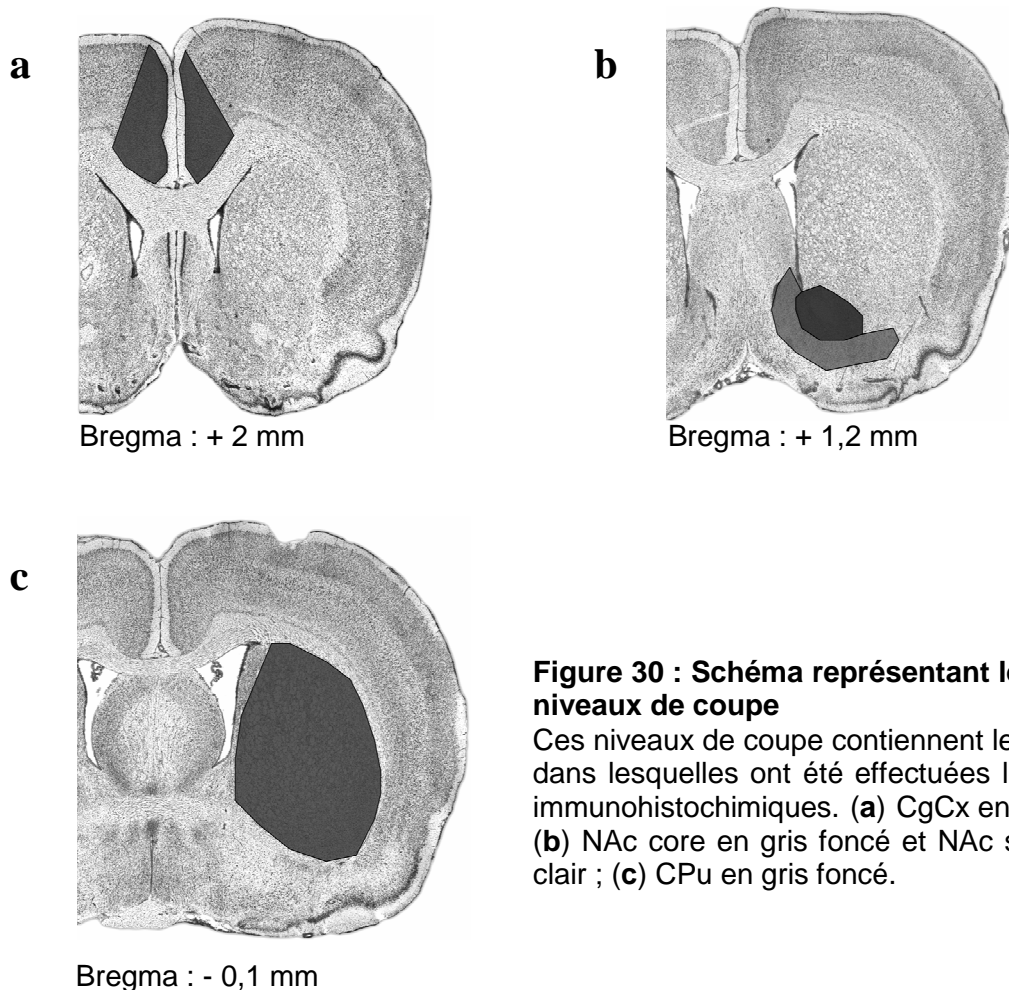 a
b
Bregma : + 2 mm
Bregma : + 1,2 mm
c
Figure 30 : Schéma représentant
niveaux de coupe
Ces niveaux de coupe contiennent
dans lesquelles ont été effectuées
immunohistochimiques. (a) CgCx en
(b) NAc core en gris foncé et NAc
clair ; (c) CPu en gris foncé.
Bregma : - 0,1 mm